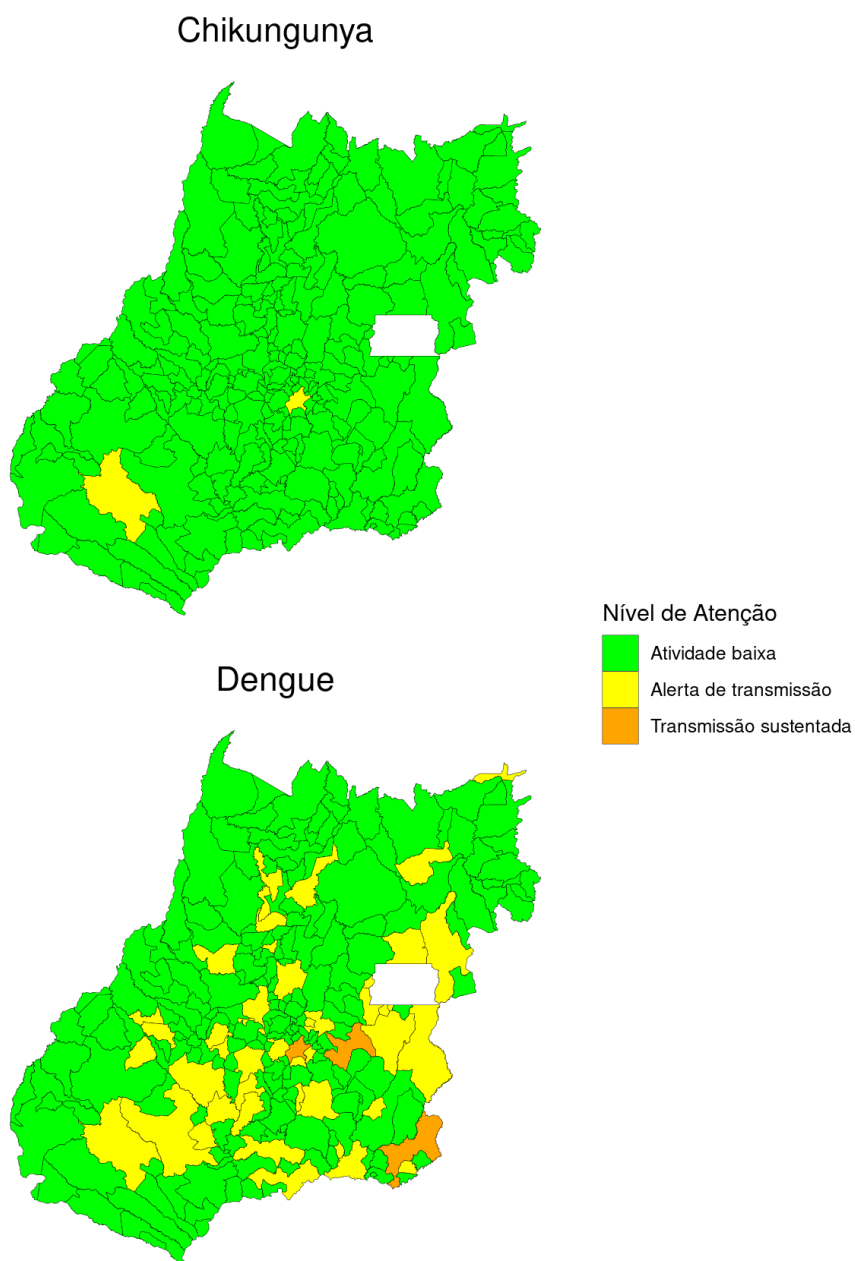 Chikungunya
Nível de Atenção
Atividade baixa
Alerta de transmissão
Transmissão sustentada
Dengue